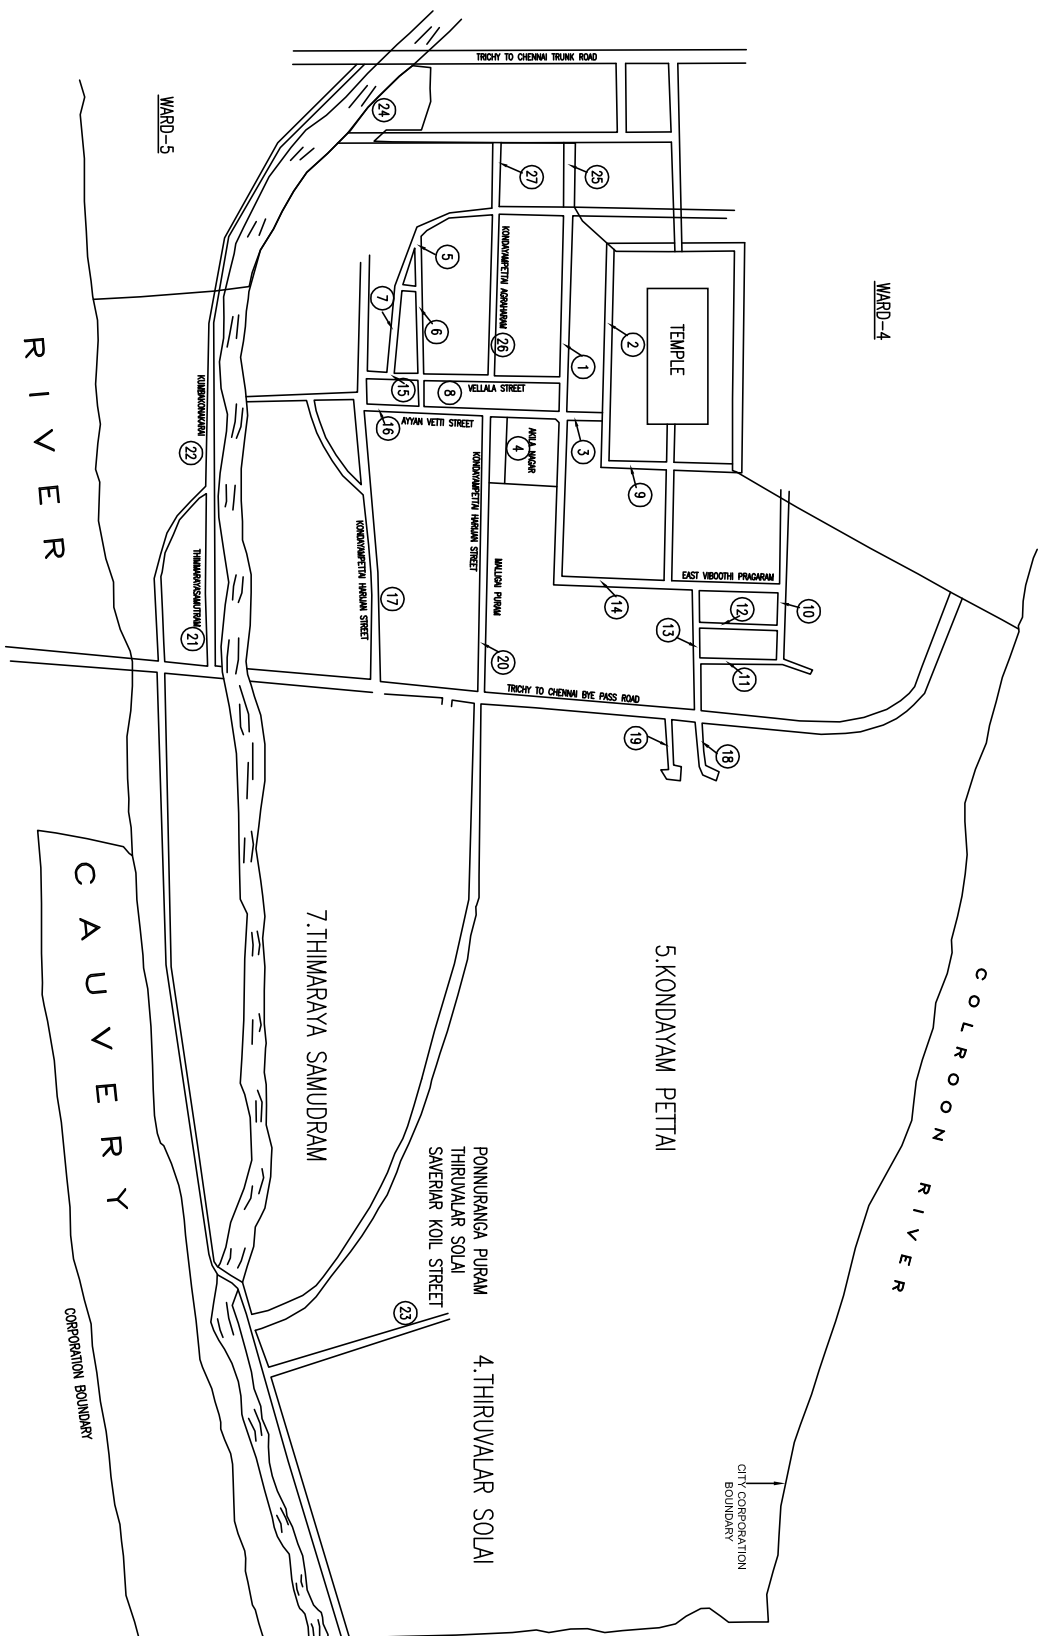 TRICHY TO CHENNAI TRUNK ROAD
WARD-5
WARD-4
24
27
25
5
7
6
KONDAYAMPETTAI AGRAHARAM
26
1
2
TEMPLE
15
8
VELLALA STREET
16
AYYAN VETTI STREET
AKILA NAGAR
4
3
9
KUMBAKONAKARAI
22
KONDAYAMPETTAI HARIJAN STREET
KONDAYAMPETTAI HARIJAN STREET
17
MALLIGAI PURAM
20
EAST VIBOOTHI PRAGARAM
10
12
13
14
11
THIMMARAYASAMUTRAM
21
TRICHY TO CHENNAI BYE PASS ROAD
19
18
RIVER
CAUVERY
7.THIMARAYA SAMUDRAM
5.KONDAYAM PETTAI
COLROON RIVER
PONNURANGA PURAM
THIRUVALAR SOLAI
SAVERIAR KOIL STREET
23
4.THIRUVALAR SOLAI
CORPORATION BOUNDARY
CITY CORPORATION
BOUNDARY